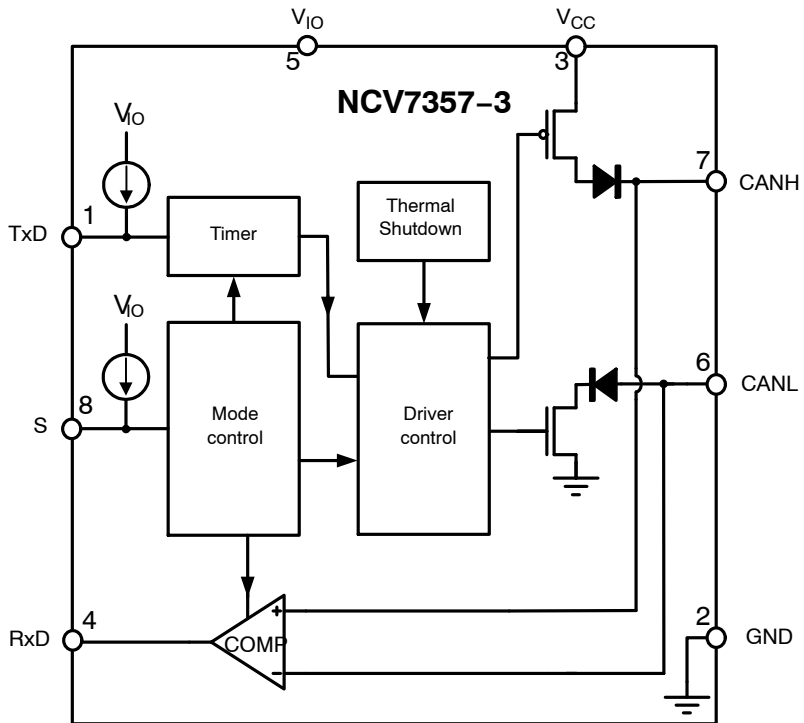 VIO
VCC
5
3
NCV7357−3
VIO
7
CANH
1
TxD
Timer
Thermal
Shutdown
VIO
6
CANL
8
S
Mode
control
Driver
control
4
RxD
COMP
+
−
2
GND